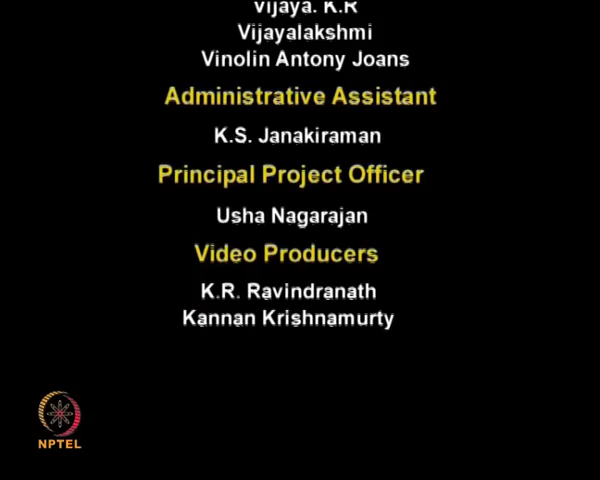 Vijaya. K.R
Vijayalakshmi
Vinolin Antony Joans
Administrative Assistant
K.S. Janakiraman
Principal Project Officer
Usha Nagarajan
Video Producers
K.R. Ravindranath
Kannan Krishnamurty
NPTEL